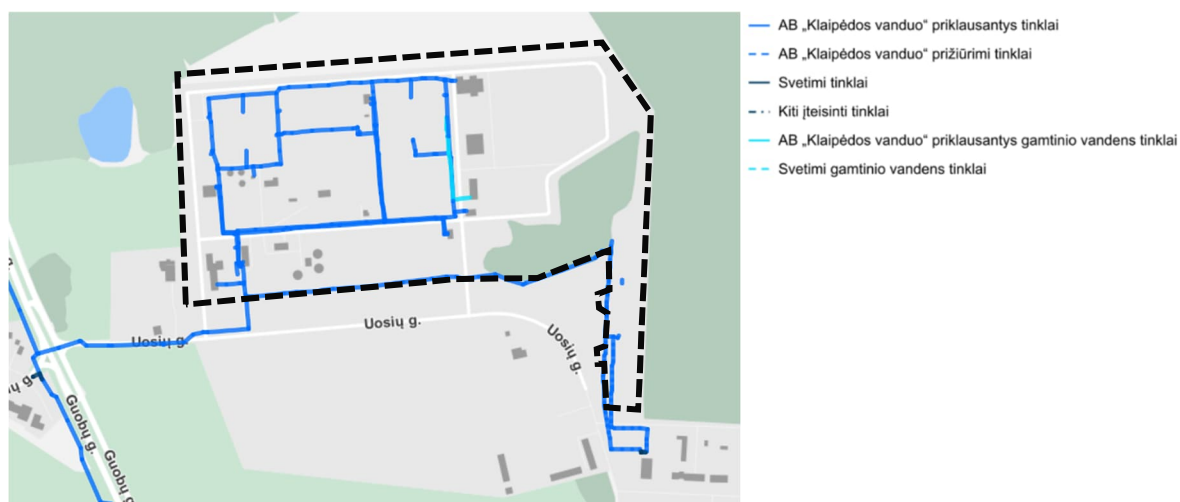 AB „Klaipėdos vanduo“ priklausantys tinklai
AB „Klaipėdos vanduo“ prižiūrimi tinklai
Svetimi tinklai
Kiti įteisinti tinklai
AB „Klaipėdos vanduo“ priklausantys gamtinio vandens tinklai
Svetimi gamtinio vandens tinklai
g.
Uosių g.
Uosių g.
Uosių g.
ų g.
Guobų g.
Guobų g.